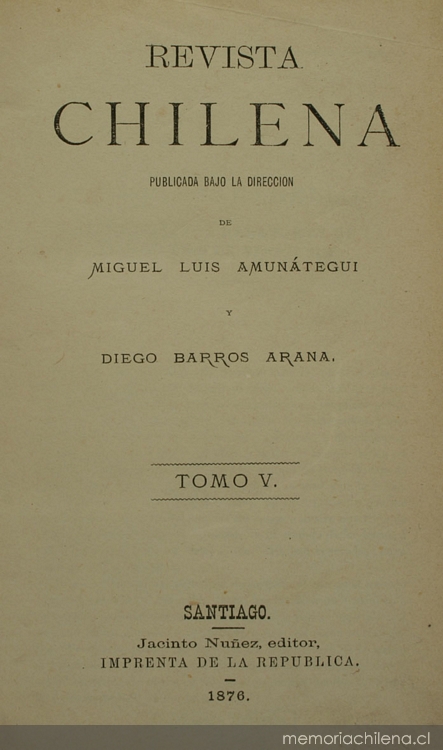 REVISTA
CHILENA
PUBLICADA BAJO LA DIRECCION
DE
MIGUEL LUIS AMUNÁTEGUI
Y
DIEGO BARROS ARANA.
TOMO V.
SANTIAGO.
Jacinto Nuñez, editor,
IMPRENTA DE LA REPUBLICA.
1876.
memoriachilena.cl